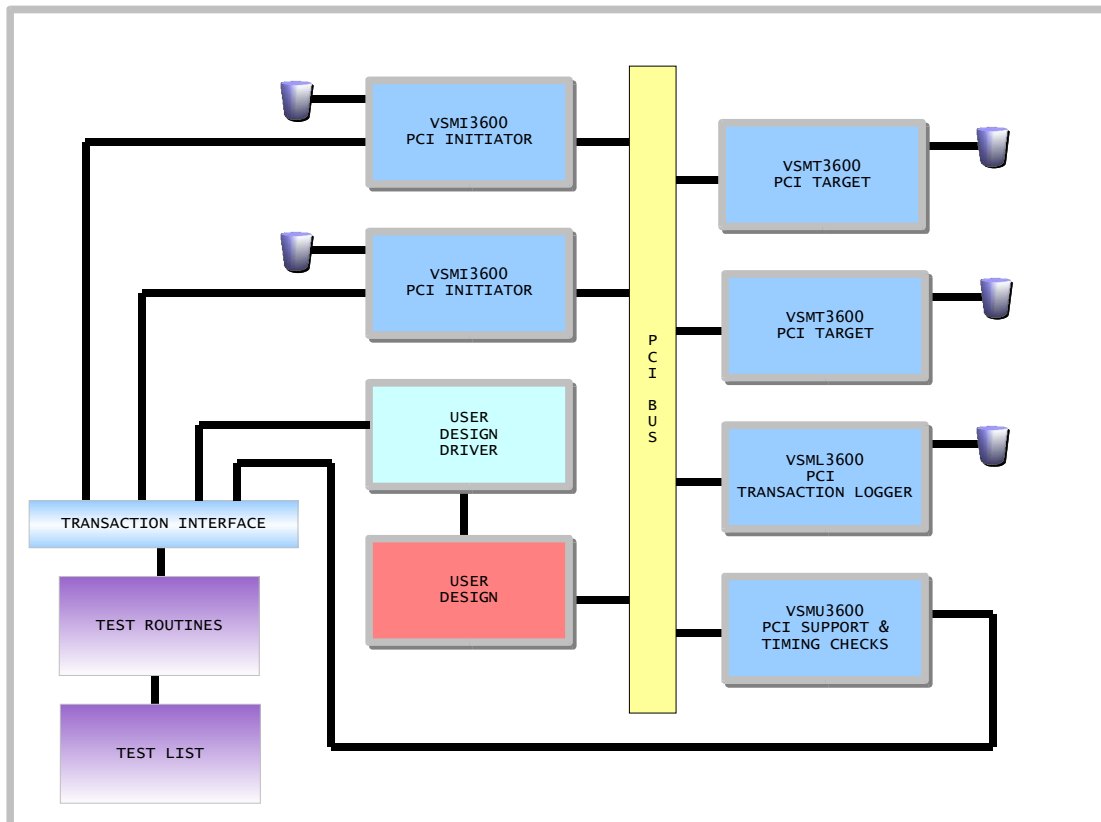 VSMI3600
PCI INITIATOR
VSMT3600
PCI TARGET
VSMI3600
PCI INITIATOR
VSMT3600
PCI TARGET
P
C
I
B
U
S
USER
DESIGN
DRIVER
VSML3600
PCI
TRANSACTION LOGGER
TRANSACTION INTERFACE
USER
DESIGN
VSMU3600
PCI SUPPORT &
TIMING CHECKS
TEST ROUTINES
TEST LIST